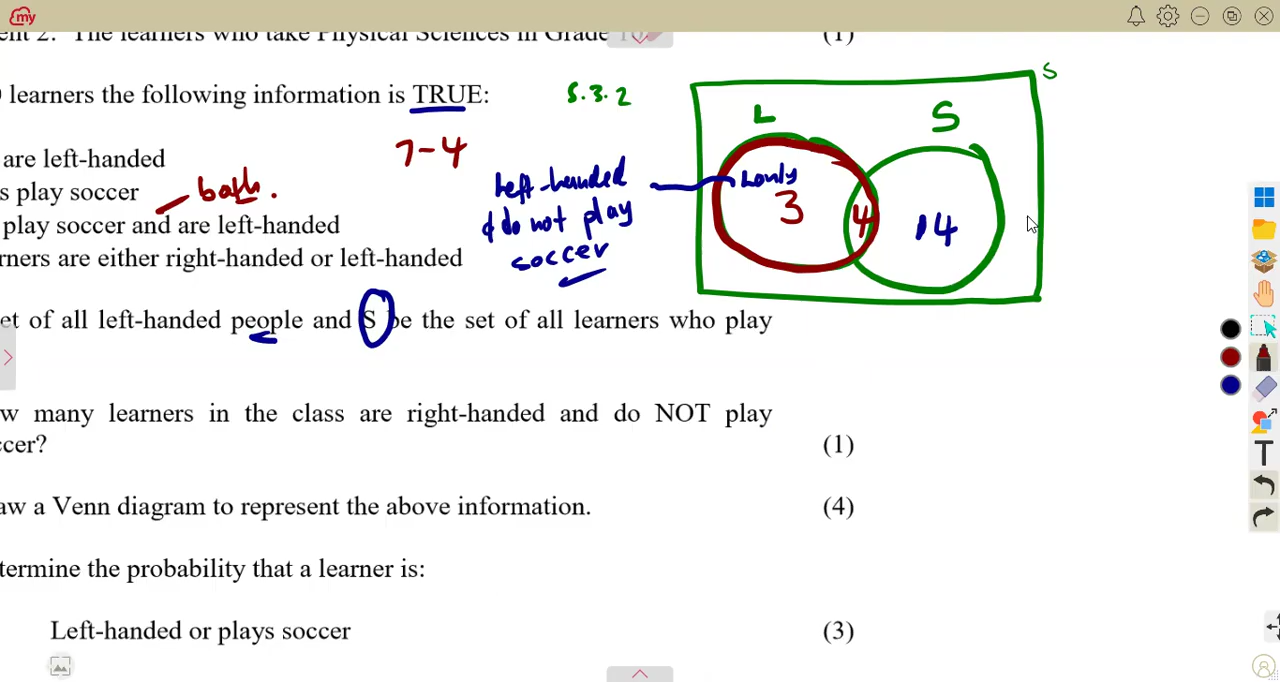 ent 2: The learners who take Physical Sciences in Grade 10 (1)
learners the following information is TRUE:
5.3.2
S
L
S
7-4
are left-handed
s play soccer
both.
play soccer and are left-handed
rners are either right-handed or left-handed
Left-handed
& do not play
soccer
L only
3
4
14
et of all left-handed people and S be the set of all learners who play
w many learners in the class are right-handed and do NOT play
ccer? (1)
aw a Venn diagram to represent the above information. (4)
termine the probability that a learner is:
Left-handed or plays soccer (3)
my
T